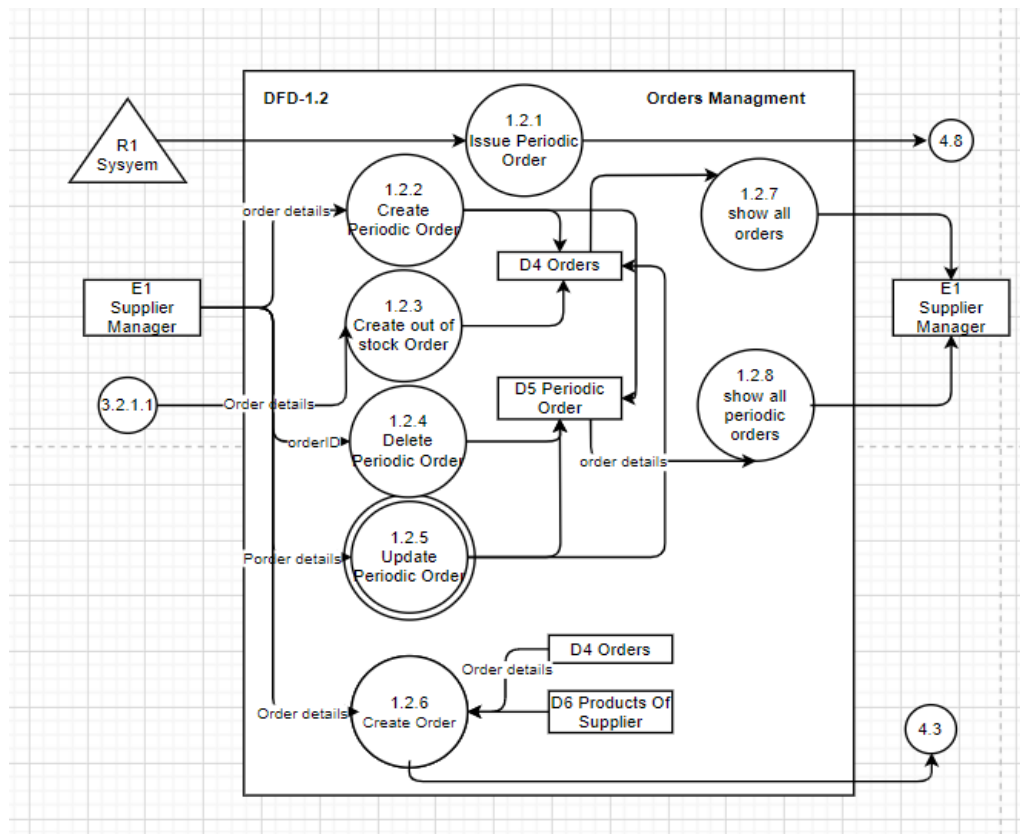 DFD-1.2
Orders Managment
R1
Sysyem
1.2.1
Issue Periodic
Order
4.8
1.2.2
Create
Periodic Order
order details
1.2.7
show all
orders
D4 Orders
E1
Supplier
Manager
1.2.3
Create out of
stock Order
E1
Supplier
Manager
3.2.1.1
Order details
D5 Periodic
Order
1.2.8
show all
periodic
orders
1.2.4
Delete
Periodic Order
orderID
order details
1.2.5
Update
Periodic Order
Porder details
D4 Orders
Order details
1.2.6
Create Order
Order details
D6 Products Of
Supplier
4.3